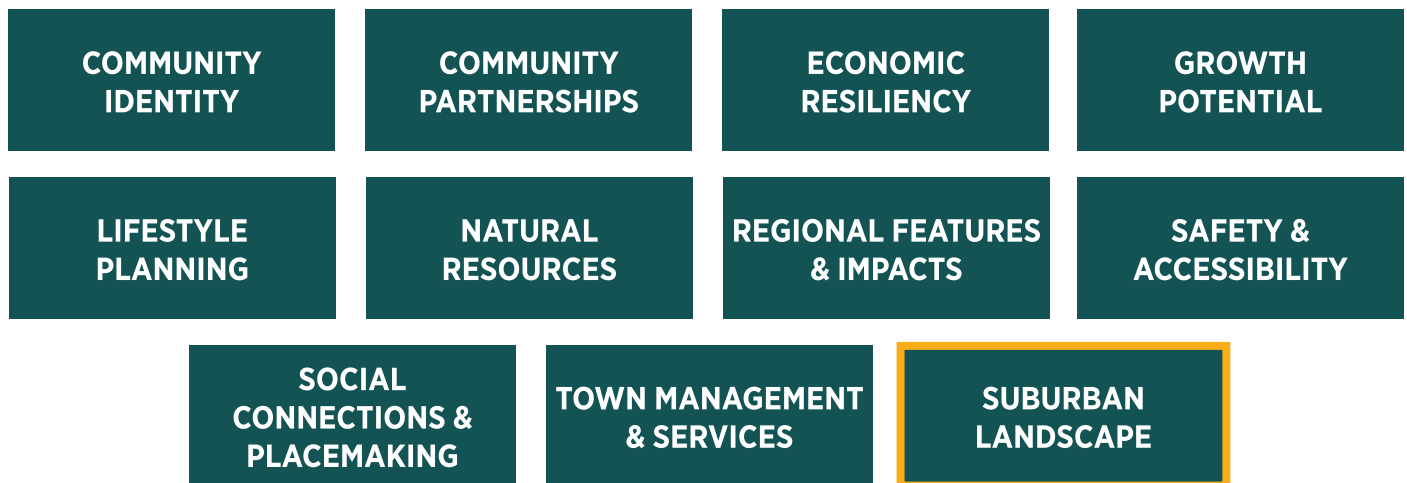 COMMUNITY
IDENTITY
COMMUNITY
PARTNERSHIPS
ECONOMIC
RESILIENCY
GROWTH
POTENTIAL
LIFESTYLE
PLANNING
NATURAL
RESOURCES
REGIONAL FEATURES
& IMPACTS
SAFETY &
ACCESSIBILITY
SOCIAL
CONNECTIONS &
PLACEMAKING
TOWN MANAGEMENT
& SERVICES
SUBURBAN
LANDSCAPE